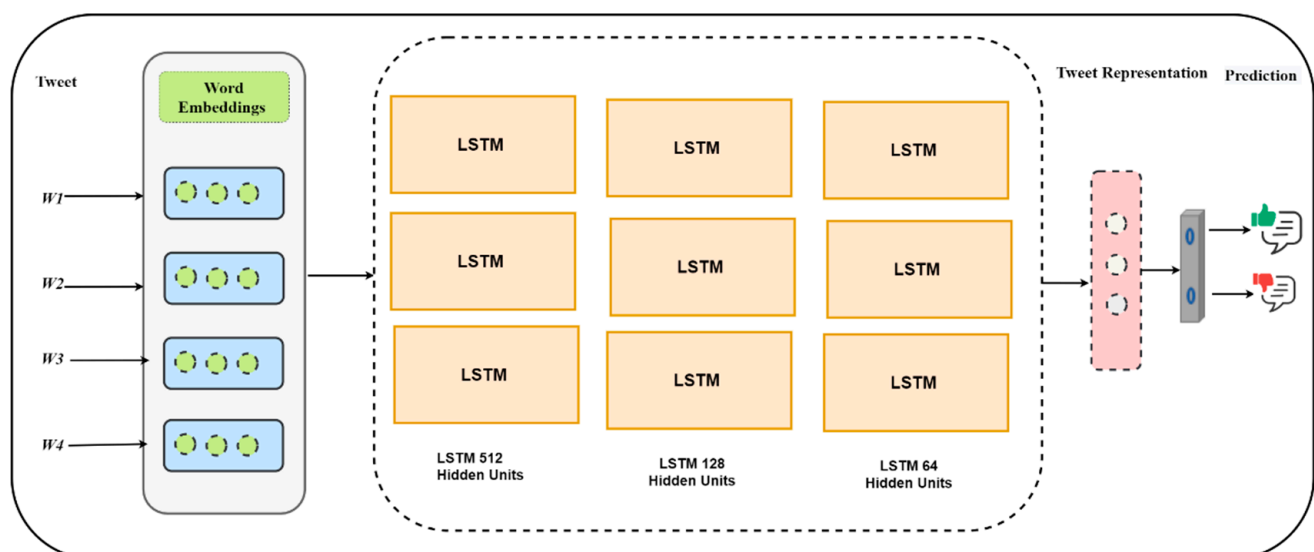 Tweet
Word
Embeddings
W1
W2
W3
W4
LSTM
LSTM
LSTM
LSTM
LSTM
LSTM
LSTM
LSTM
LSTM
LSTM 512
Hidden Units
LSTM 128
Hidden Units
LSTM 64
Hidden Units
Tweet Representation
Prediction